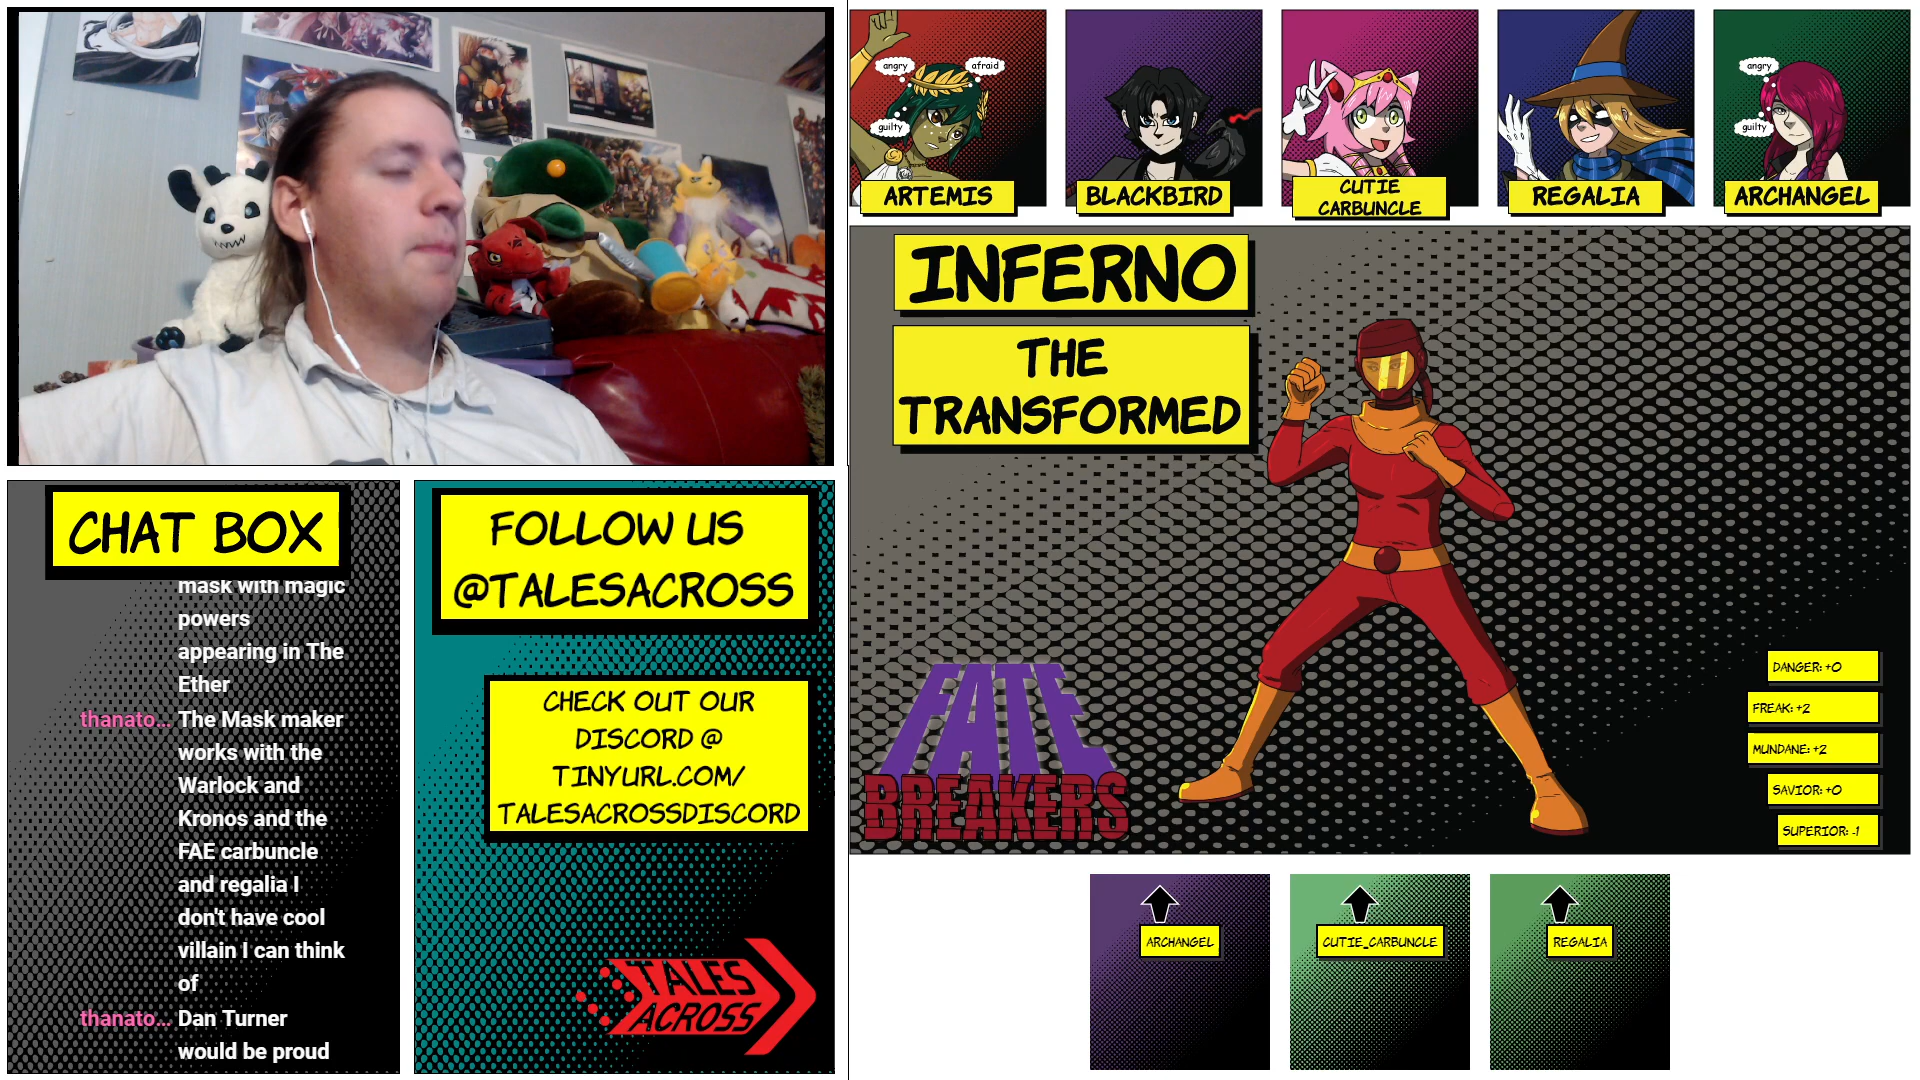 angry
afraid
guilty
ARTEMIS
BLACKBIRD
CUTIE
CARBUNCLE
REGALIA
angry
guilty
ARCHANGEL
INFERNO
THE
TRANSFORMED
CHAT BOX
mask with magic
powers
appearing in The
Ether
thanato... The Mask maker
works with the
Warlock and
Kronos and the
FAE carbuncle
and regalia I
don't have cool
villain I can think
of
thanato... Dan Turner
would be proud
FOLLOW US
@TALESACROSS
CHECK OUT OUR
DISCORD @
TINYURL.COM/
TALESACROSSDISCORD
TALES
ACROSS
FATE
BREAKERS
DANGER: +0
FREAK: +2
MUNDANE: +2
SAVIOR: +0
SUPERIOR: -1
ARCHANGEL
CUTIE_CARBUNCLE
REGALIA